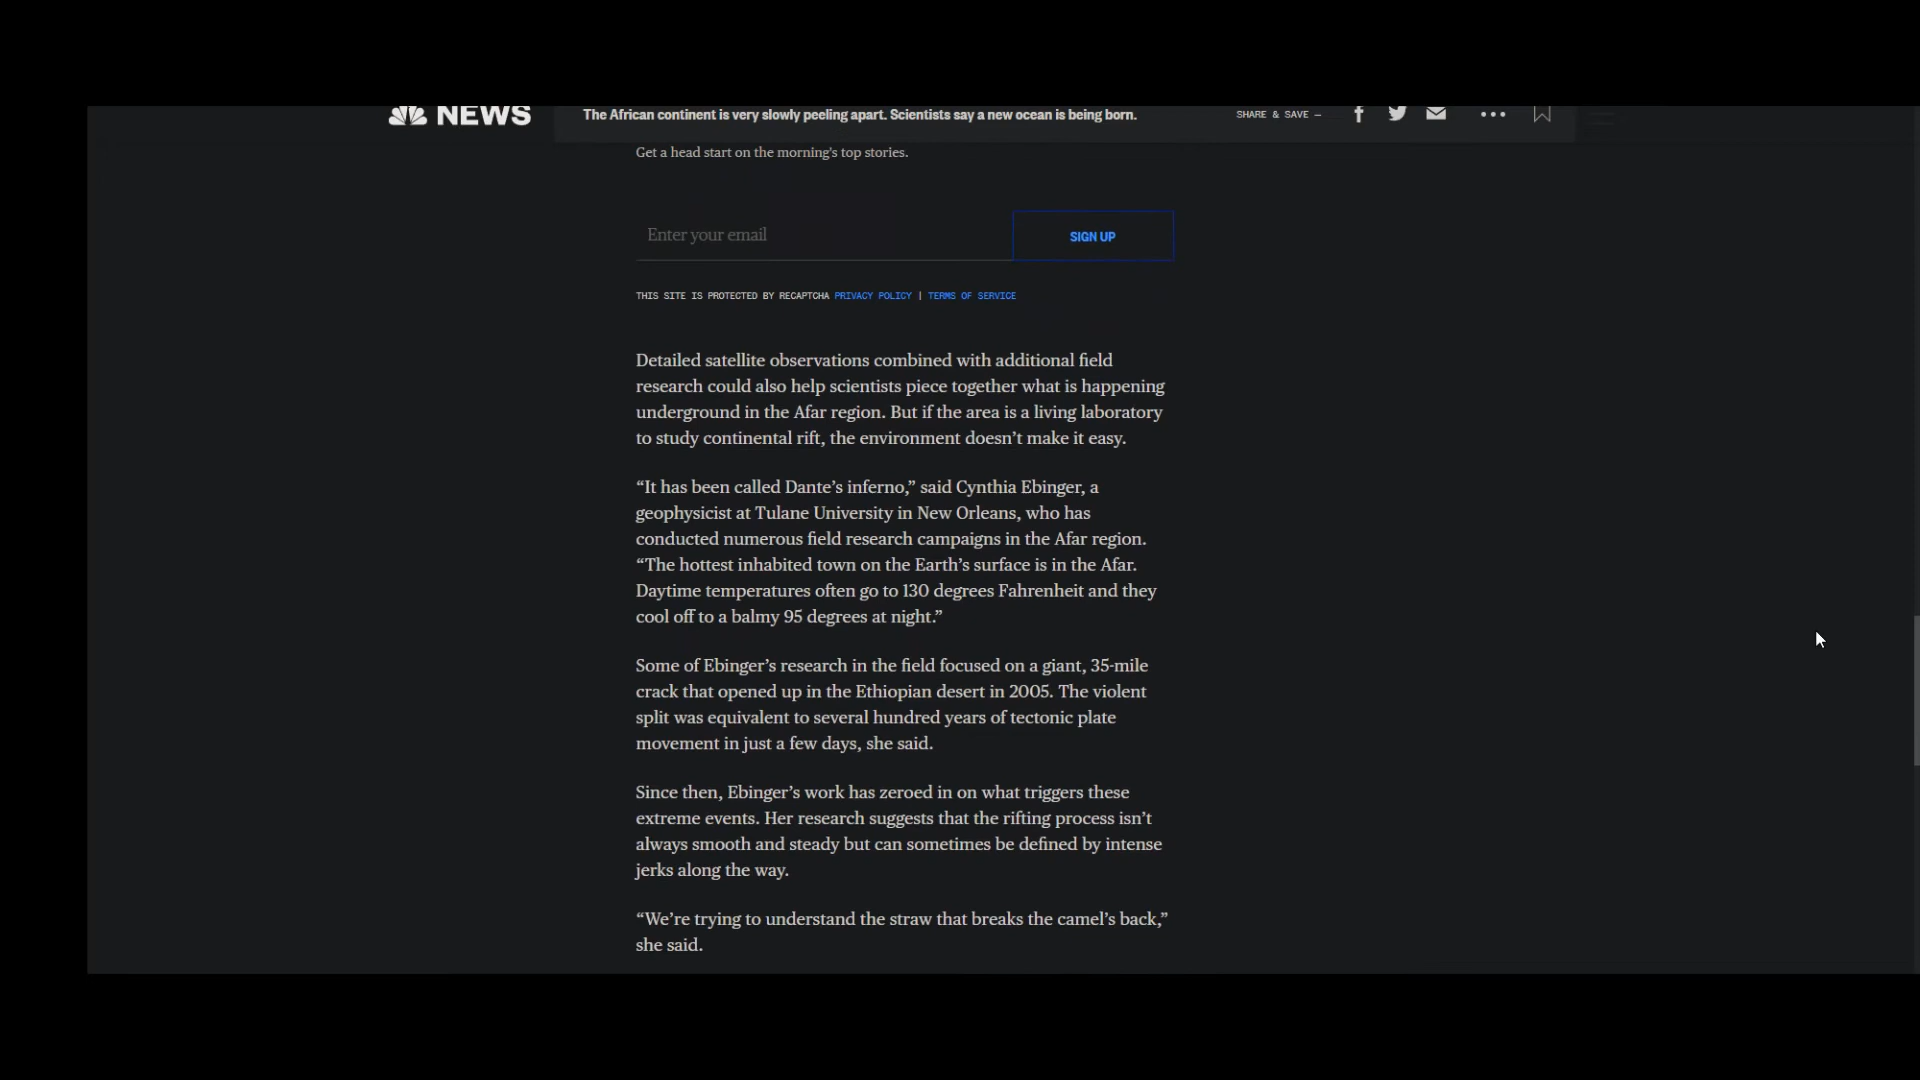 NEWS
The African continent is very slowly peeling apart. Scientists say a new ocean is being born.
SHARE & SAVE —
Get a head start on the morning's top stories.
Enter your email
SIGN UP
THIS SITE IS PROTECTED BY RECAPTCHA PRIVACY POLICY | TERMS OF SERVICE
Detailed satellite observations combined with additional field
research could also help scientists piece together what is happening
underground in the Afar region. But if the area is a living laboratory
to study continental rift, the environment doesn’t make it easy.
“It has been called Dante’s inferno,” said Cynthia Ebinger, a
geophysicist at Tulane University in New Orleans, who has
conducted numerous field research campaigns in the Afar region.
“The hottest inhabited town on the Earth’s surface is in the Afar.
Daytime temperatures often go to 130 degrees Fahrenheit and they
cool off to a balmy 95 degrees at night.”
Some of Ebinger’s research in the field focused on a giant, 35-mile
crack that opened up in the Ethiopian desert in 2005. The violent
split was equivalent to several hundred years of tectonic plate
movement in just a few days, she said.
Since then, Ebinger’s work has zeroed in on what triggers these
extreme events. Her research suggests that the rifting process isn’t
always smooth and steady but can sometimes be defined by intense
jerks along the way.
“We’re trying to understand the straw that breaks the camel’s back,”
she said.